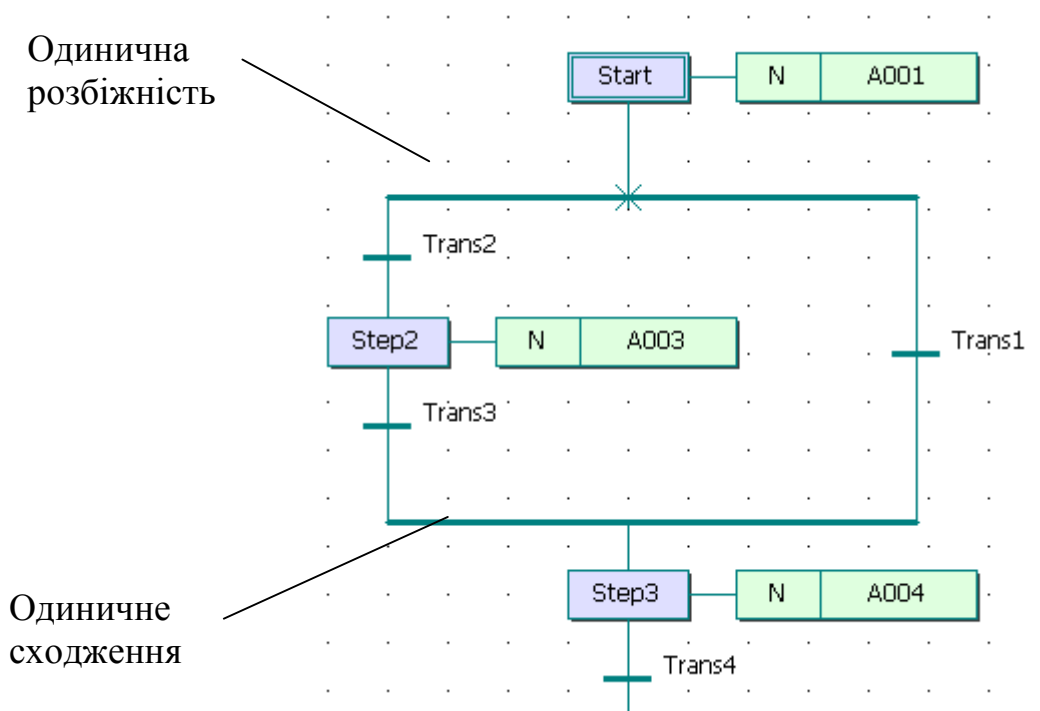 Одинична
розбіжність
Start N A001
Trans2
Step2 N A003
Trans1
Trans3
Одиничне
сходження
Step3 N A004
Trans4